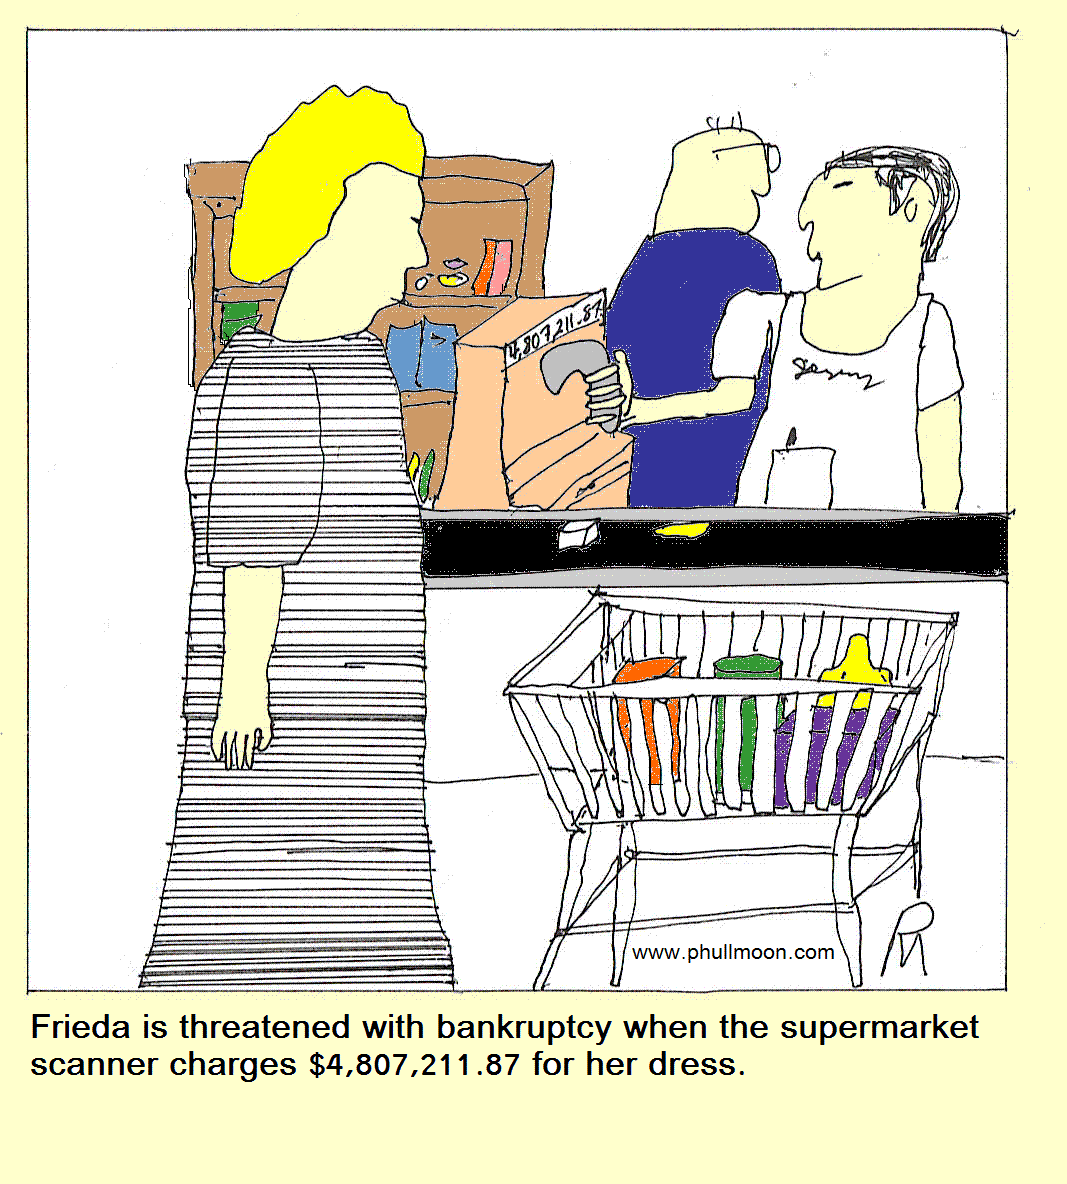 4,807,211.87
www.phullmoon.com
Frieda is threatened with bankruptcy when the supermarket
scanner charges $4,807,211.87 for her dress.